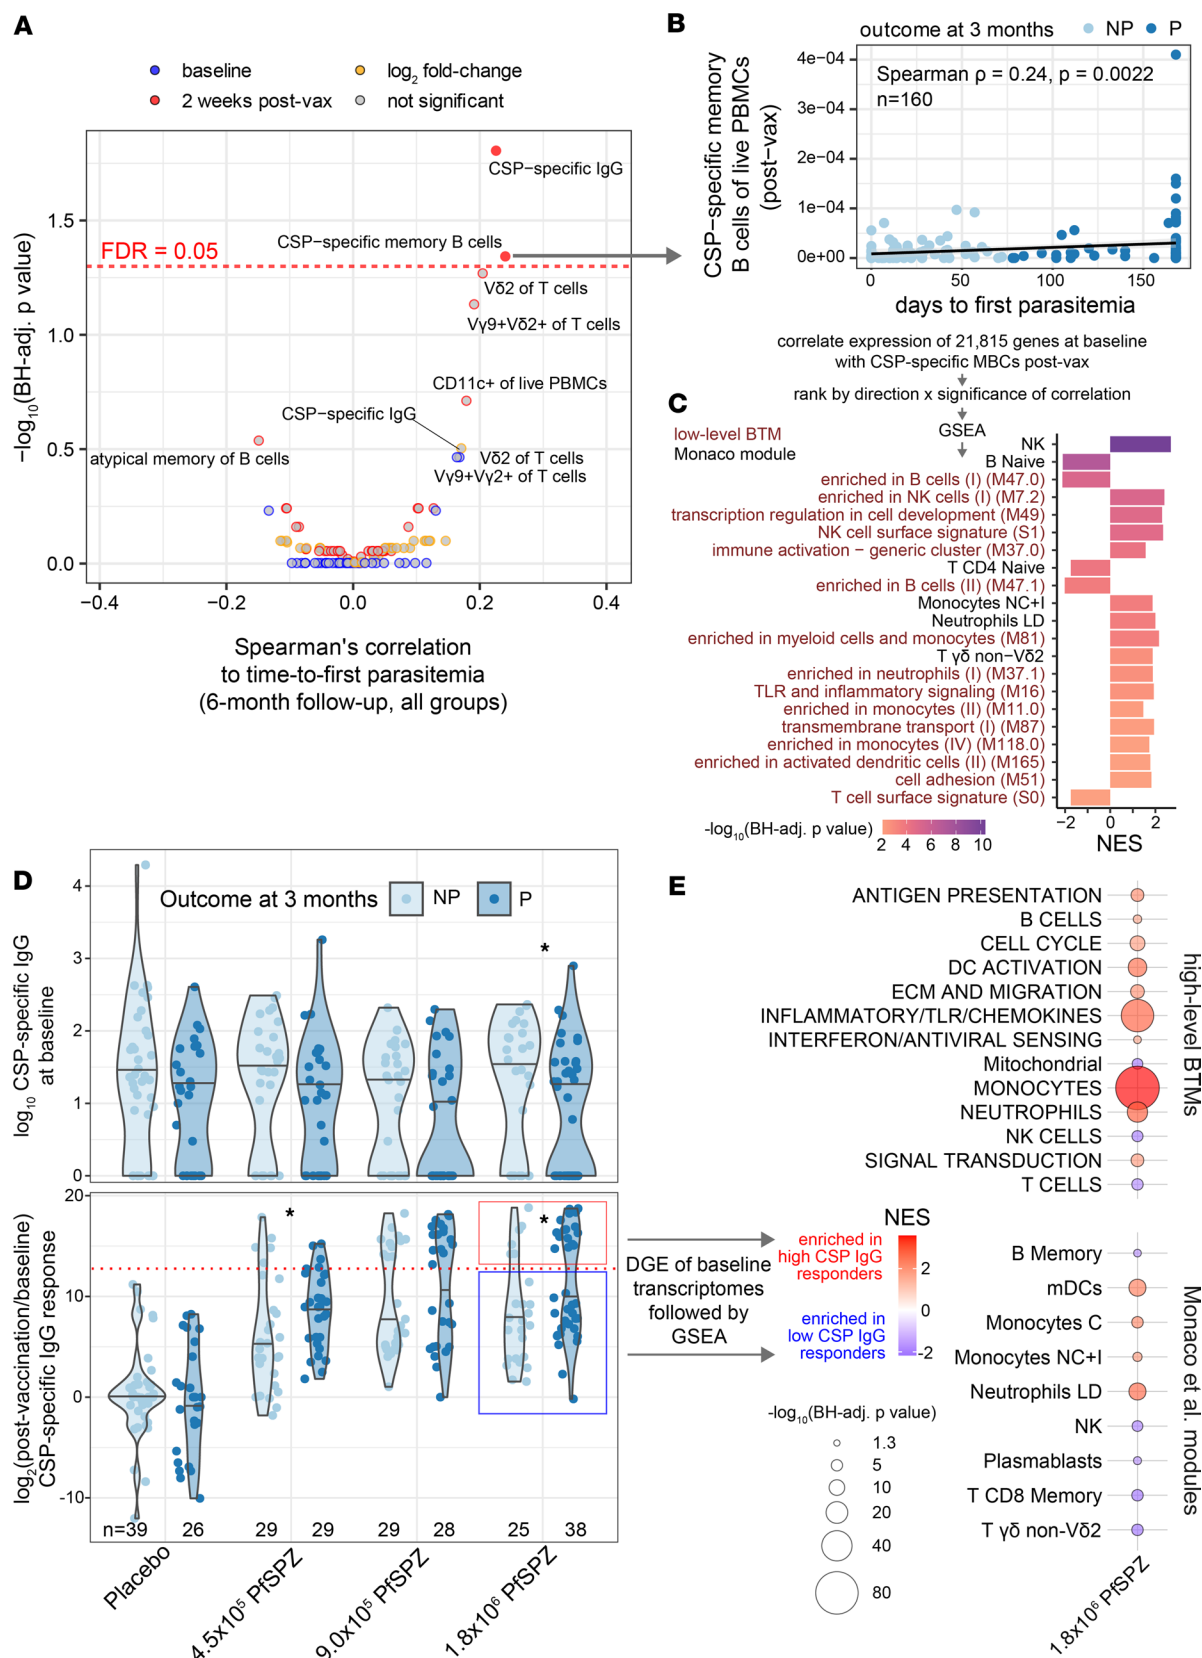 A
baseline
log2 fold-change
2 weeks post-vax
not significant
−log10(BH-adj. p value)
1.5
1.0
0.5
0.0
FDR = 0.05
CSP−specific IgG
CSP−specific memory B cells
Vδ2 of T cells
Vγ9+Vδ2+ of T cells
CD11c+ of live PBMCs
CSP−specific IgG
atypical memory of B cells
Vδ2 of T cells
Vγ9+Vγ2+ of T cells
−0.4
−0.2
0.0
0.2
0.4
Spearman's correlation
to time-to-first parasitemia
(6-month follow-up, all groups)
B
outcome at 3 months
NP
P
CSP-specific memory
B cells of live PBMCs
(post-vax)
4e−04
3e−04
2e−04
1e−04
0e+00
Spearman ρ = 0.24, p = 0.0022
n=160
0
50
100
150
days to first parasitemia
correlate expression of 21,815 genes at baseline
with CSP-specific MBCs post-vax
rank by direction x significance of correlation
GSEA
C
low-level BTM
Monaco module
NK
B Naive
enriched in B cells (I) (M47.0)
enriched in NK cells (I) (M7.2)
transcription regulation in cell development (M49)
NK cell surface signature (S1)
immune activation − generic cluster (M37.0)
T CD4 Naive
enriched in B cells (II) (M47.1)
Monocytes NC+I
Neutrophils LD
enriched in myeloid cells and monocytes (M81)
T γδ non−Vδ2
enriched in neutrophils (I) (M37.1)
TLR and inflammatory signaling (M16)
enriched in monocytes (II) (M11.0)
transmembrane transport (I) (M87)
enriched in monocytes (IV) (M118.0)
enriched in activated dendritic cells (II) (M165)
cell adhesion (M51)
T cell surface signature (S0)
−2
0
2
NES
-log10(BH-adj. p value)
2 4 6 8 10
D
Outcome at 3 months
NP
P
log10 CSP-specific IgG
at baseline
4
3
2
1
0
*
log2(post-vaccination/baseline)
CSP-specific IgG response
20
10
0
-10
*
*
n=39
26
29
29
29
28
25
38
Placebo
4.5x10⁵ PfSPZ
9.0x10⁵ PfSPZ
1.8x10⁶ PfSPZ
DGE of baseline
transcriptomes
followed by
GSEA
enriched in
high CSP IgG
responders
enriched in
low CSP IgG
responders
NES
2
0
-2
-log10(BH-adj. p value)
1.3
5
10
20
40
80
E
ANTIGEN PRESENTATION
B CELLS
CELL CYCLE
DC ACTIVATION
ECM AND MIGRATION
INFLAMMATORY/TLR/CHEMOKINES
INTERFERON/ANTIVIRAL SENSING
Mitochondrial
MONOCYTES
NEUTROPHILS
NK CELLS
SIGNAL TRANSDUCTION
T CELLS
high-level BTMs
B Memory
mDCs
Monocytes C
Monocytes NC+I
Neutrophils LD
NK
Plasmablasts
T CD8 Memory
T γδ non-Vδ2
Monaco et al. modules
1.8x10⁶ PfSPZ